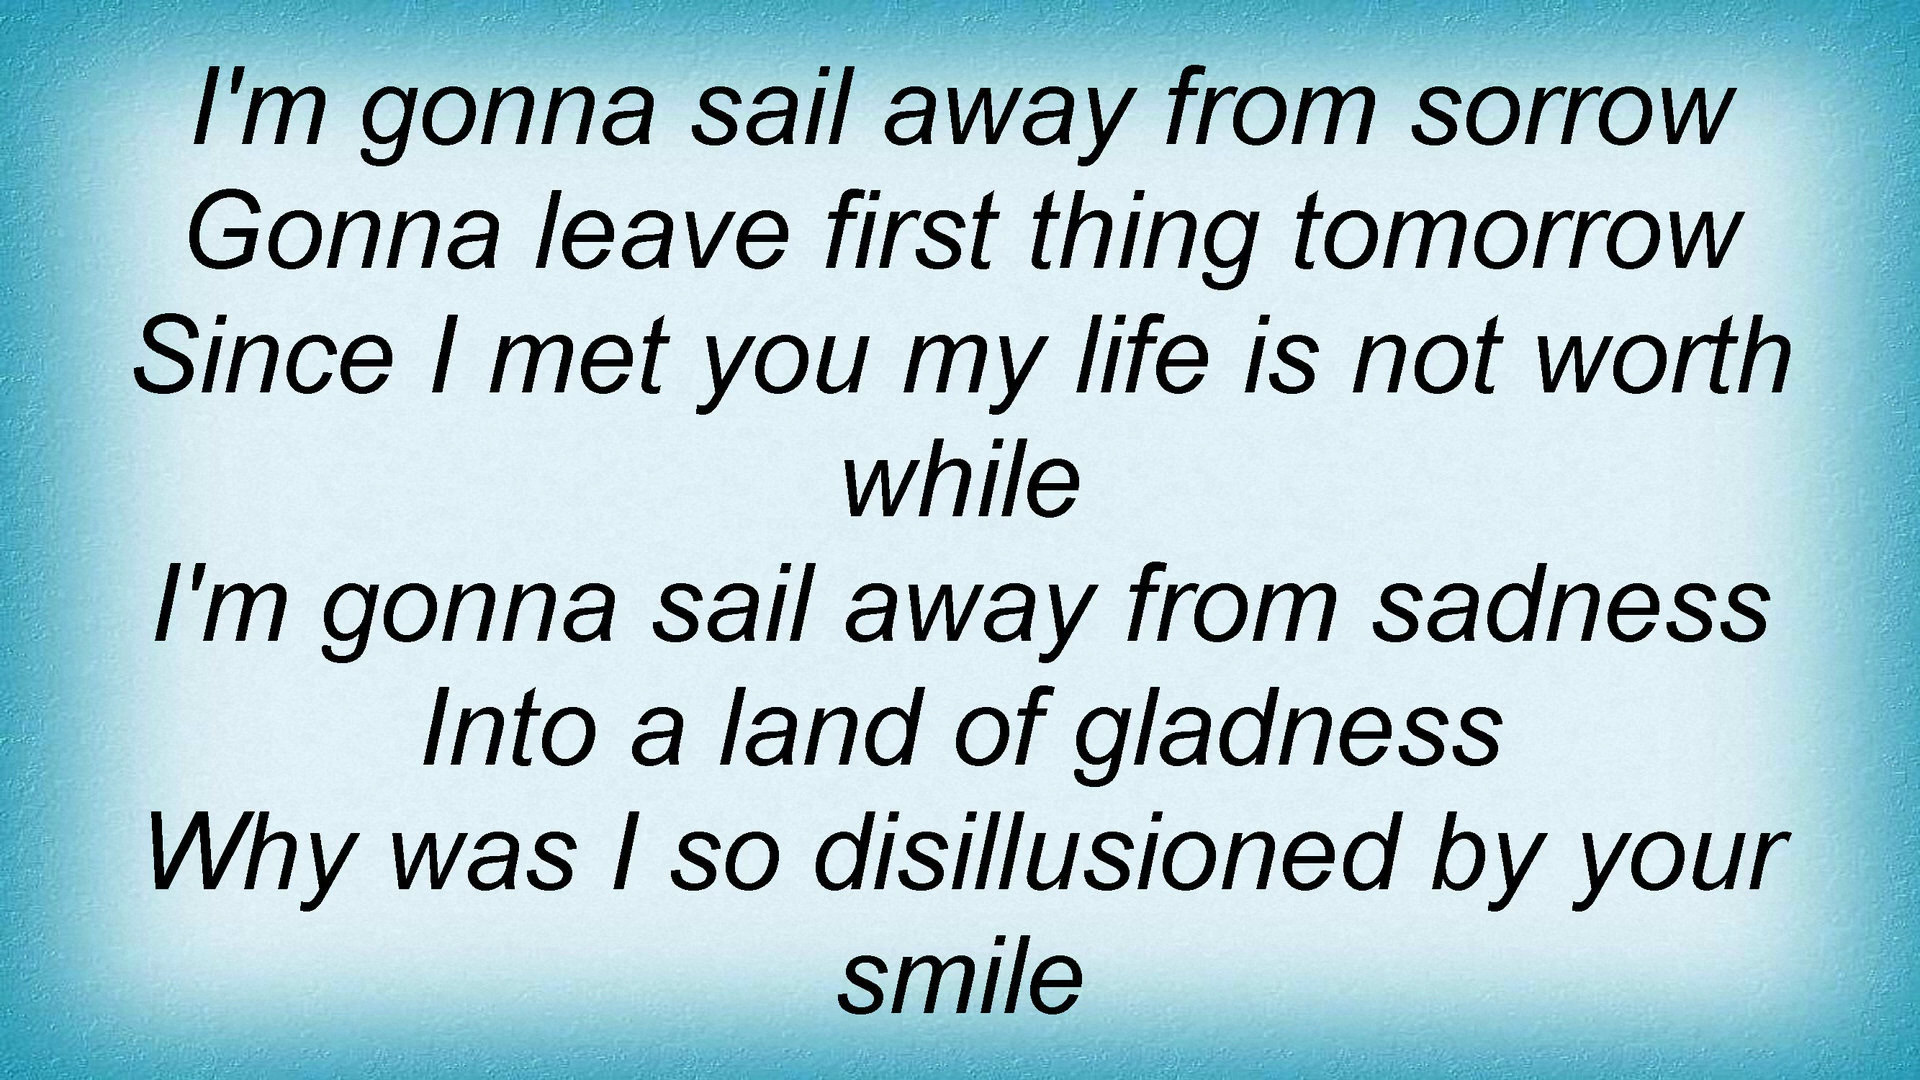 I'm gonna sail away from sorrow
Gonna leave first thing tomorrow
Since I met you my life is not worth
while
I'm gonna sail away from sadness
Into a land of gladness
Why was I so disillusioned by your
smile